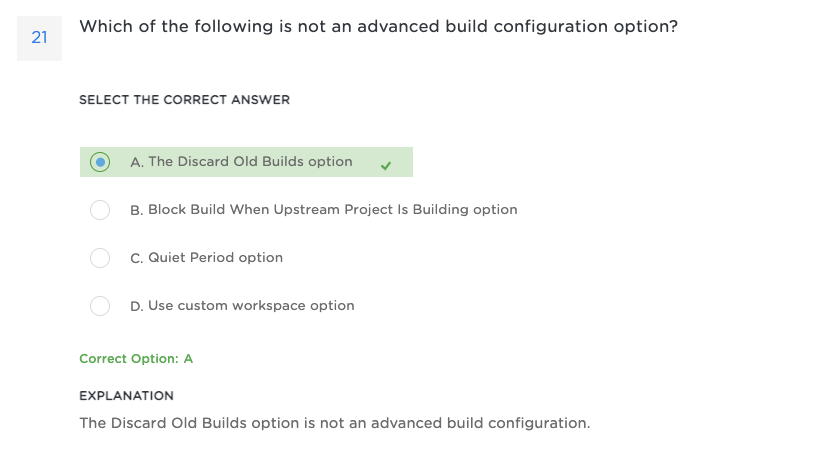 21
Which of the following is not an advanced build configuration option?
SELECT THE CORRECT ANSWER
A. The Discard Old Builds option
B. Block Build When Upstream Project Is Building option
C. Quiet Period option
D. Use custom workspace option
Correct Option: A
EXPLANATION
The Discard Old Builds option is not an advanced build configuration.